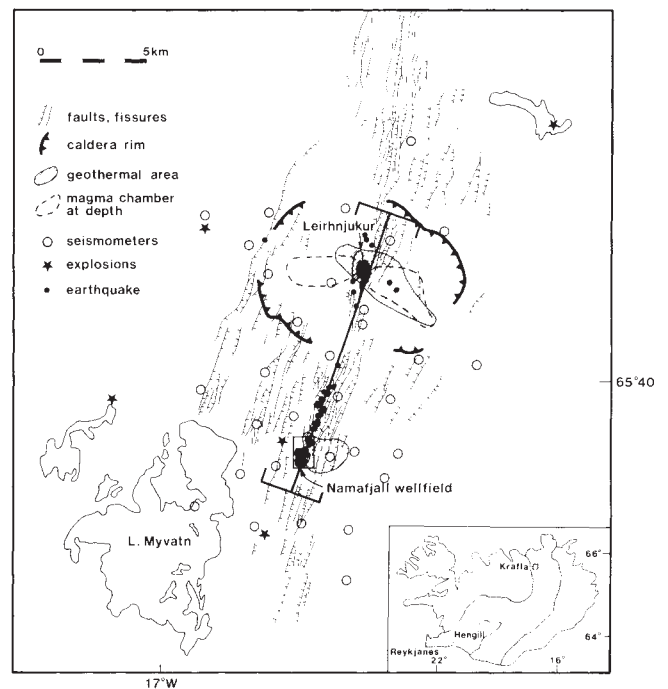 0 5km
faults, fissures
caldera rim
geothermal area
magma chamber
at depth
seismometers
explosions
earthquake
Leirhnjukur
65°40
Namafjall wellfield
L. Myvatn
Krafla
66°
Hengill
64°
Reykjanes
22°
16°
17°W